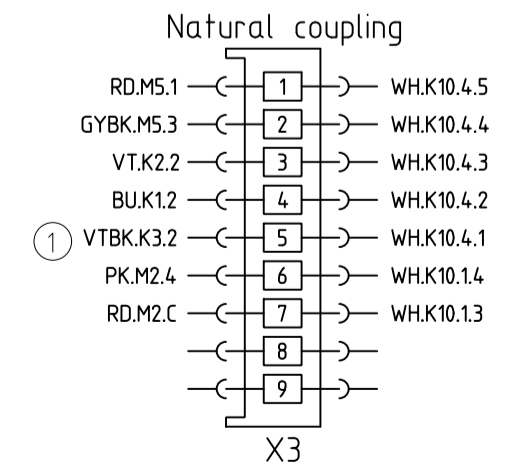 Natural coupling
RD.M5.1 1 WH.K10.4.5
GYBK.M5.3 2 WH.K10.4.4
VT.K2.2 3 WH.K10.4.3
BU.K1.2 4 WH.K10.4.2
1 VTBK.K3.2 5 WH.K10.4.1
PK.M2.4 6 WH.K10.1.4
RD.M2.C 7 WH.K10.1.3
8
9
X3